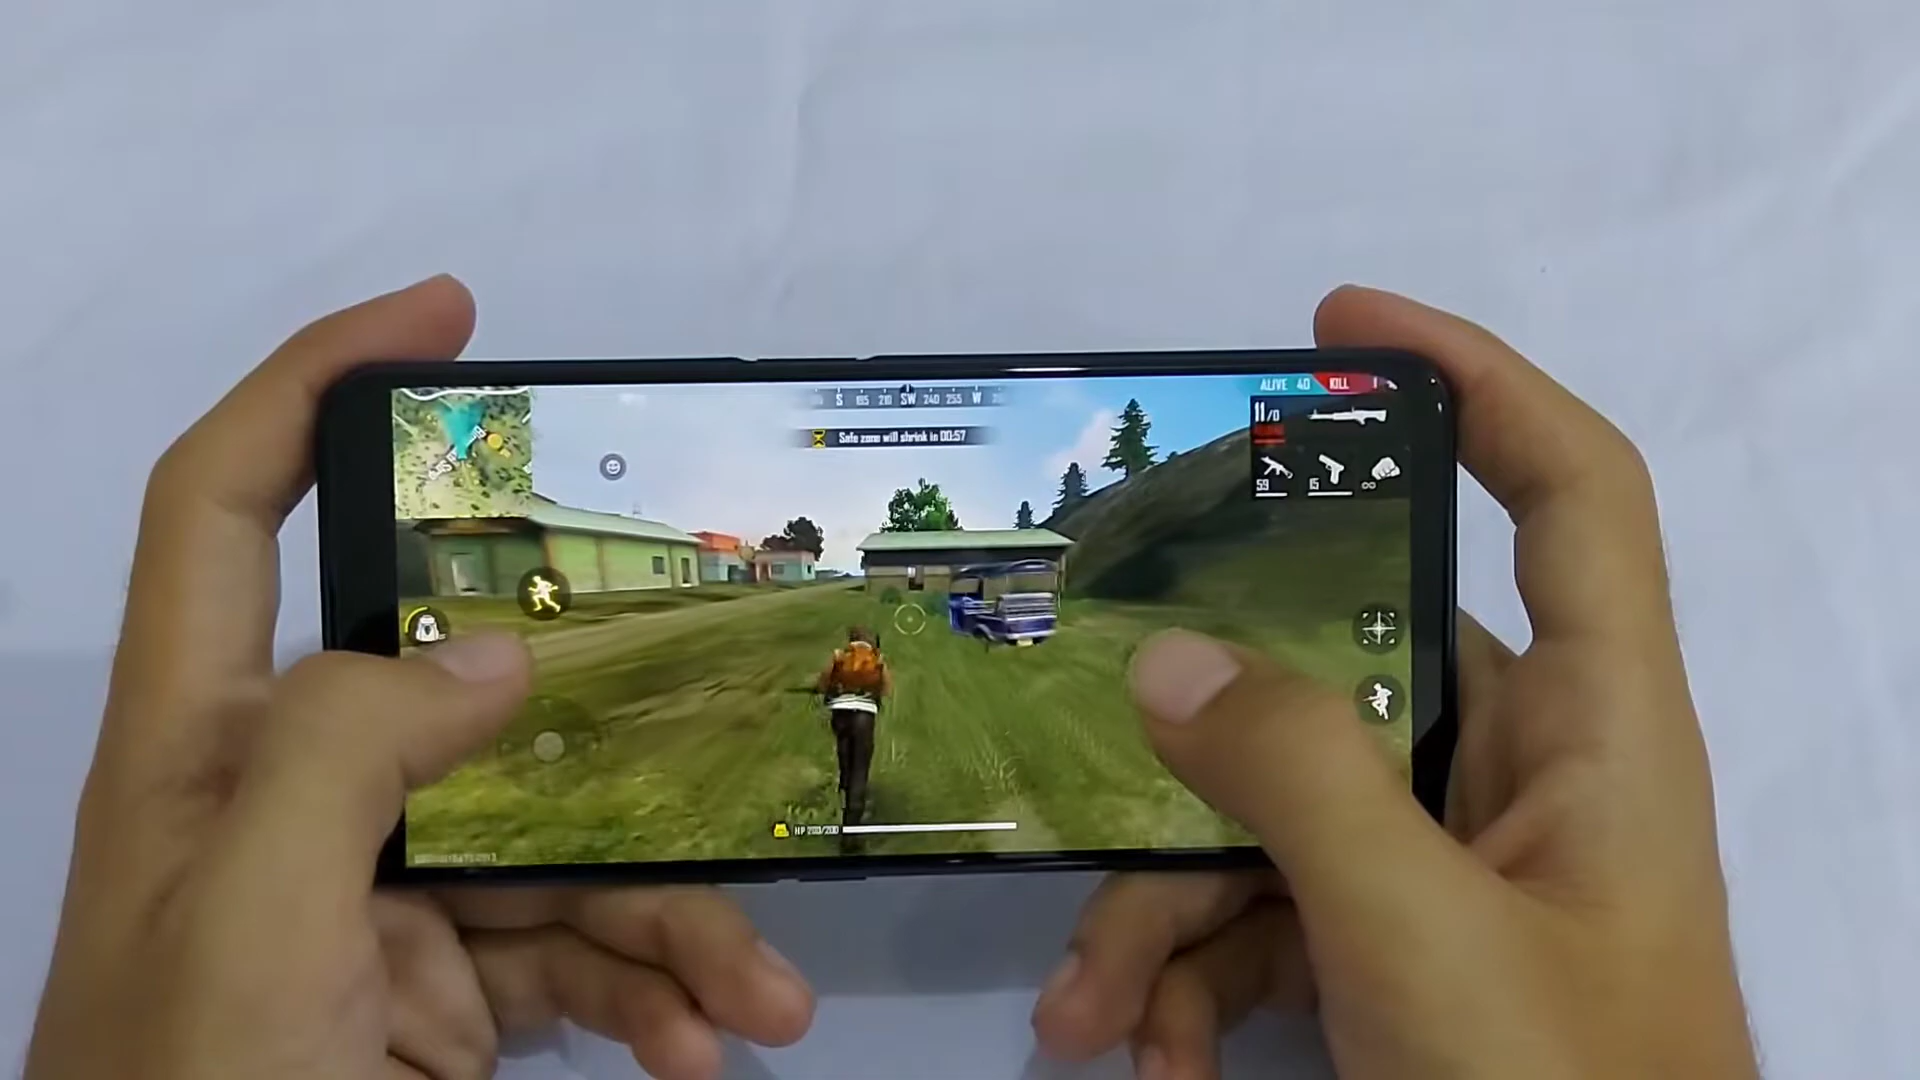 S 195 210 SW 240 255 W
ALIVE 40 KILL 1
Safe zone will shrink in 00:57
11/0
59
15
∞
HP 200/200